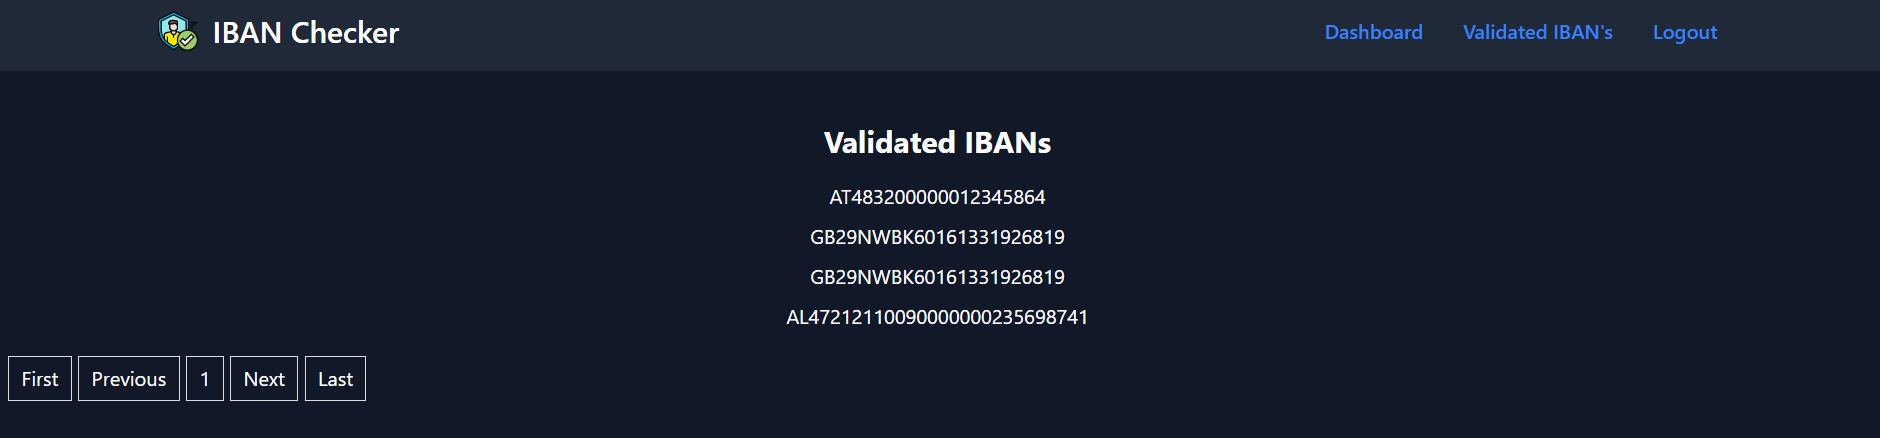 IBAN Checker
Dashboard Validated IBAN's Logout
Validated IBANs
AT483200000012345864
GB29NWBK60161331926819
GB29NWBK60161331926819
AL47212110090000000235698741
First Previous 1 Next Last